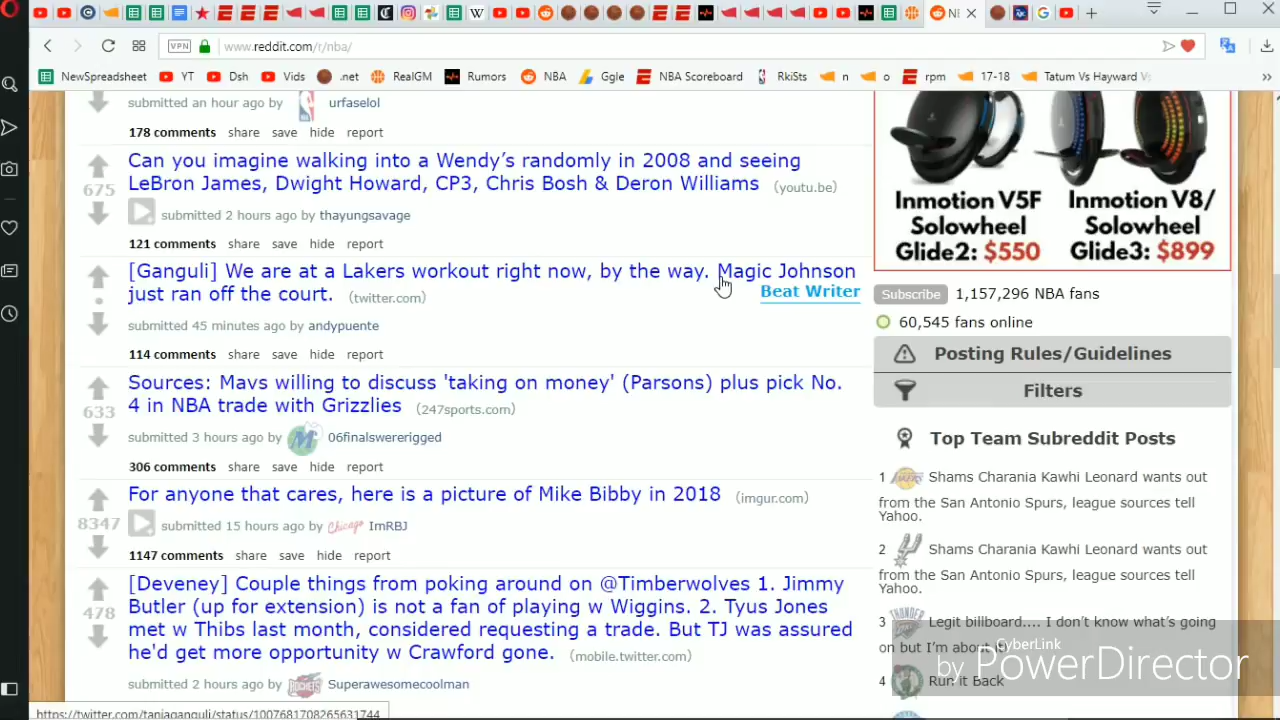 www.reddit.com/r/nba/
VPN
NewSpreadsheet YT Dsh Vids .net RealGM Rumors NBA Ggle NBA Scoreboard RkiSts n o rpm 17-18 Tatum Vs Hayward Vs
submitted an hour ago by urfaselol
178 comments share save hide report
675
Can you imagine walking into a Wendy’s randomly in 2008 and seeing
LeBron James, Dwight Howard, CP3, Chris Bosh & Deron Williams (youtu.be)
submitted 2 hours ago by thayungsavage
121 comments share save hide report
[Ganguli] We are at a Lakers workout right now, by the way. Magic Johnson
just ran off the court. (twitter.com)
Beat Writer
submitted 45 minutes ago by andypuente
114 comments share save hide report
633
Sources: Mavs willing to discuss 'taking on money' (Parsons) plus pick No.
4 in NBA trade with Grizzlies (247sports.com)
submitted 3 hours ago by 06finalswererigged
306 comments share save hide report
8347
For anyone that cares, here is a picture of Mike Bibby in 2018 (imgur.com)
submitted 15 hours ago by Chicago ImRBJ
1147 comments share save hide report
478
[Deveney] Couple things from poking around on @Timberwolves 1. Jimmy
Butler (up for extension) is not a fan of playing w Wiggins. 2. Tyus Jones
met w Thibs last month, considered requesting a trade. But TJ was assured
he'd get more opportunity w Crawford gone. (mobile.twitter.com)
submitted 2 hours ago by Superawesomecoolman
https://twitter.com/taniaganguli/status/1007681708265631744
Inmotion V5F
Solowheel
Glide2: $550
Inmotion V8/
Solowheel
Glide3: $899
Subscribe 1,157,296 NBA fans
60,545 fans online
Posting Rules/Guidelines
Filters
Top Team Subreddit Posts
1 Shams Charania Kawhi Leonard wants out
from the San Antonio Spurs, league sources tell
Yahoo.
2 Shams Charania Kawhi Leonard wants out
from the San Antonio Spurs, league sources tell
Yahoo.
3 Legit billboard.... I don’t know what’s going
on but I’m about it!
4 Run it Back
CyberLink
by PowerDirector